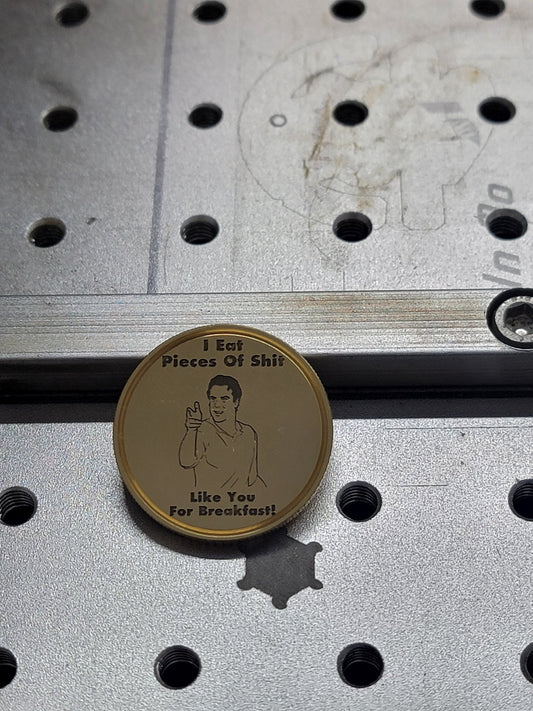 I Eat
Pieces Of Shit
Like You
For Breakfast!